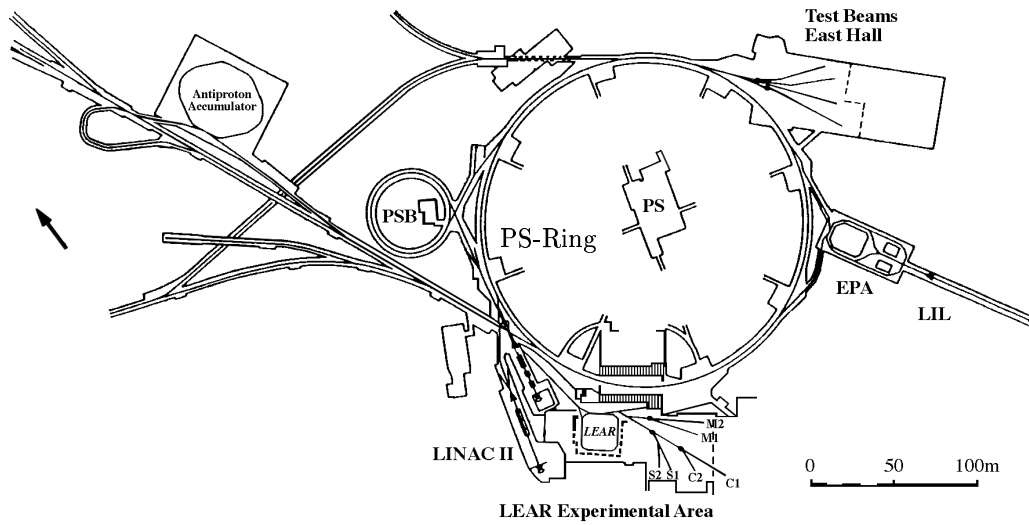 Test Beams
East Hall
Antiproton
Accumulator
PSB
PS
PS-Ring
EPA
LIL
LINAC II
LEAR
M2
M1
S2
S1
C2
C1
0
50
100m
LEAR Experimental Area